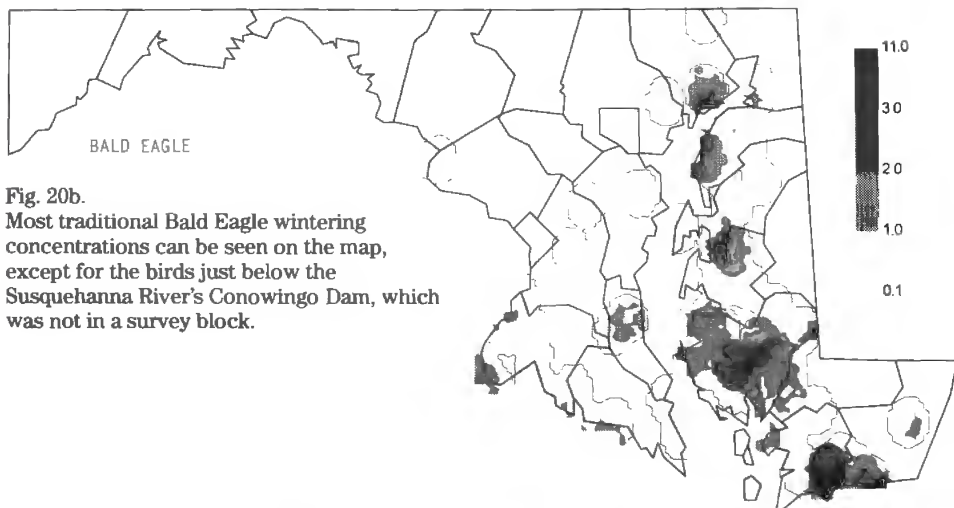 BALD EAGLE
Fig. 20b.
Most traditional Bald Eagle wintering
concentrations can be seen on the map,
except for the birds just below the
Susquehanna River's Conowingo Dam, which
was not in a survey block.
11.0
3.0
2.0
1.0
0.1